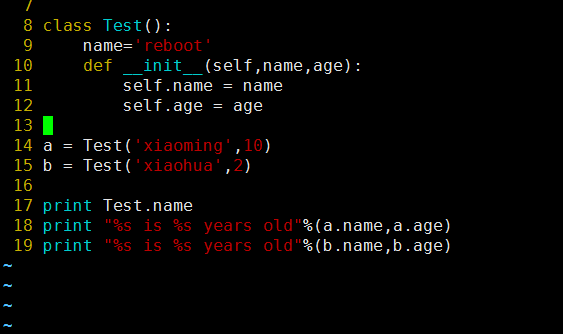 7
8 class Test():
9     name='reboot'
10     def __init__(self,name,age):
11         self.name = name
12         self.age = age
13
14 a = Test('xiaoming',10)
15 b = Test('xiaohua',2)
16
17 print Test.name
18 print "%s is %s years old"%(a.name,a.age)
19 print "%s is %s years old"%(b.name,b.age)
~
~
~
~